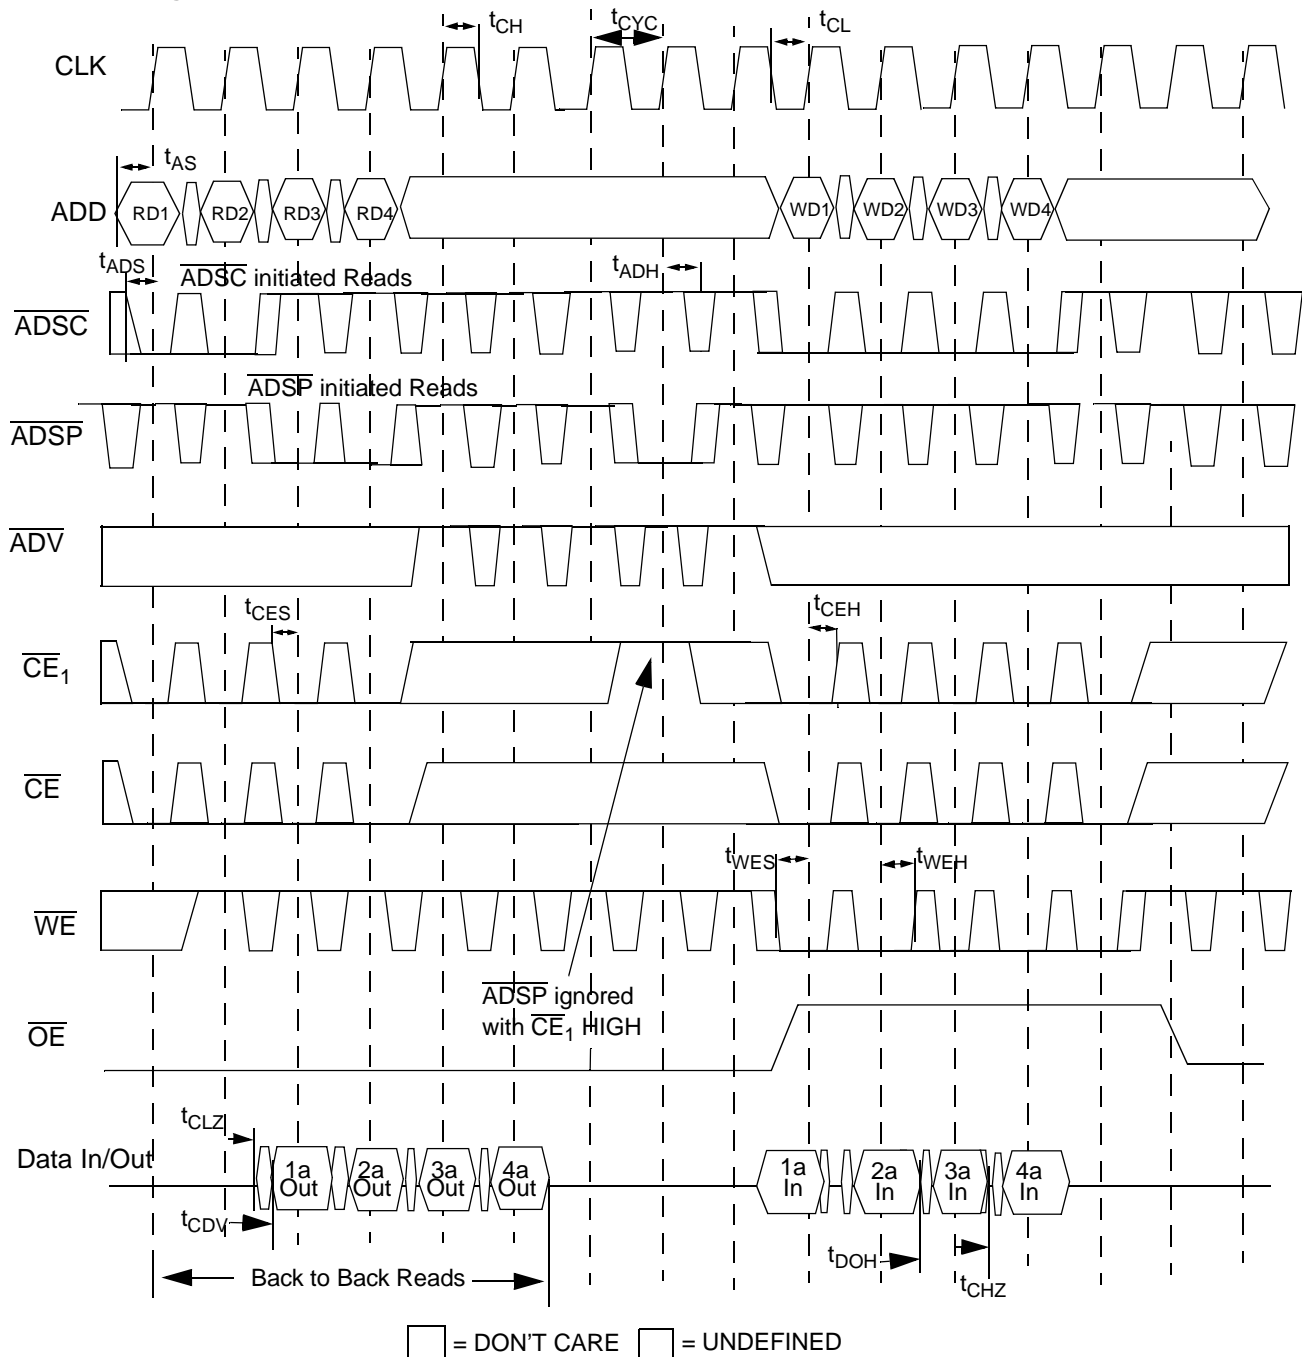 tCH
tCYC
tCL
CLK
tAS
ADD
RD1
RD2
RD3
RD4
WD1
WD2
WD3
WD4
tADS
ADSC initiated Reads
tADH
ADSC
ADSP initiated Reads
ADSP
ADV
tCES
tCEH
CE1
CE
tWES
tWEH
WE
ADSP ignored
with CE1 HIGH
OE
tCLZ
Data In/Out
1a
Out
2a
Out
3a
Out
4a
Out
1a
In
2a
In
3a
In
4a
In
tCDV
tDOH
tCHZ
Back to Back Reads
= DON'T CARE
= UNDEFINED